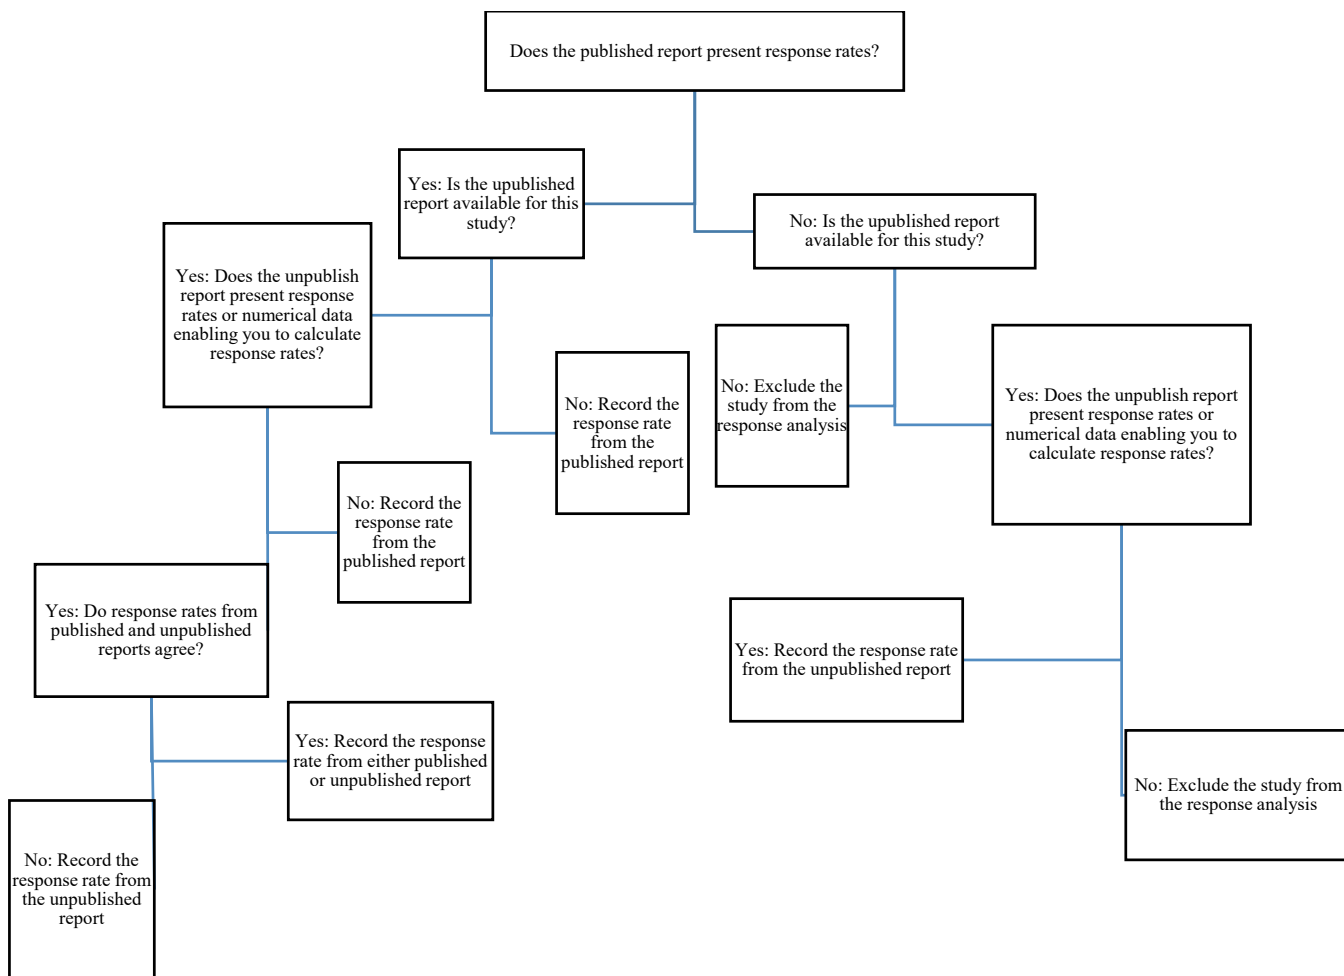 Does the published report present response rates?
Yes: Is the upublished
report available for this
study?
No: Is the upublished report
available for this study?
Yes: Does the unpublish
report present response
rates or numerical data
enabling you to calculate
response rates?
No: Record the
response rate
from the
published report
No: Exclude the
study from the
response analysis
Yes: Does the unpublish report
present response rates or
numerical data enabling you to
calculate response rates?
No: Record the
response rate
from the
published report
Yes: Do response rates from
published and unpublished
reports agree?
Yes: Record the response rate
from the unpublished report
Yes: Record the response
rate from either published
or unpublished report
No: Exclude the study from
the response analysis
No: Record the
response rate from
the unpublished
report